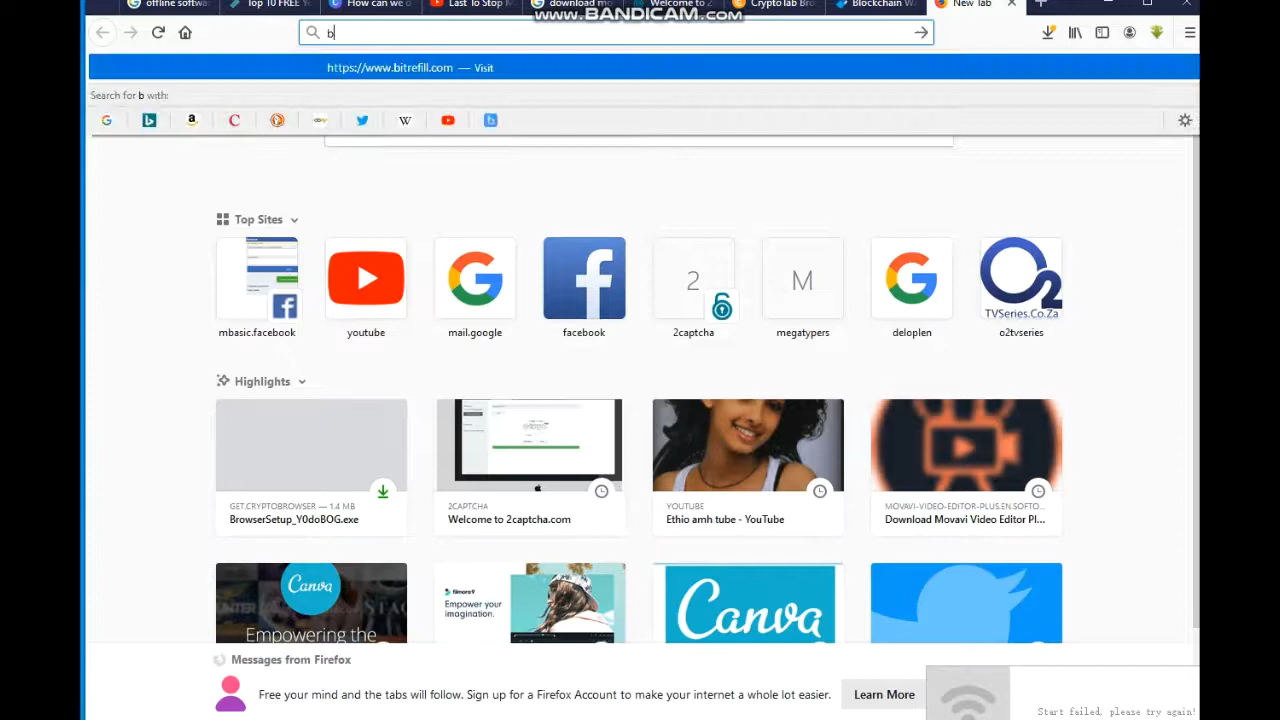 offline softwa
Top 10 FREE Y
How can we o
Last To Stop M
download mo
Welcome to 2
Crypto lab Bro
Blockchain W
New Tab
www.BANDICAM.com
b
https://www.bitrefill.com — Visit
Search for b with:
Top Sites
2
M
TVSeries.Co.Za
mbasic.facebook
youtube
mail.google
facebook
2captcha
megatypers
deloplen
o2tvseries
Highlights
GET.CRYPTOBROWSER — 1.4 MB
BrowserSetup_Y0doBOG.exe
2CAPTCHA
Welcome to 2captcha.com
YOUTUBE
Ethio amh tube - YouTube
MOVAVI-VIDEO-EDITOR-PLUS.EN.SOFTO...
Download Movavi Video Editor Pl...
Canva
Empowering the
filmora9
Empower your
imagination.
Canva
Messages from Firefox
Free your mind and the tabs will follow. Sign up for a Firefox Account to make your internet a whole lot easier.
Learn More
Start failed, please try again!